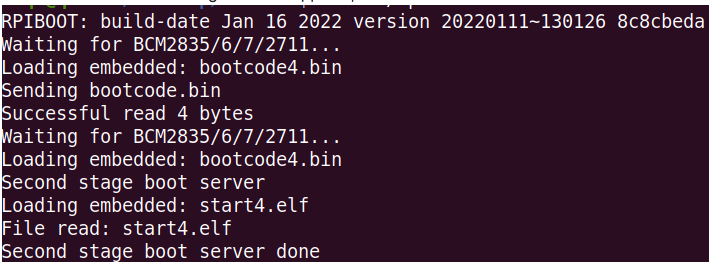 RPIBOOT: build-date Jan 16 2022 version 20220111~130126 8c8cbeda
Waiting for BCM2835/6/7/2711...
Loading embedded: bootcode4.bin
Sending bootcode.bin
Successful read 4 bytes
Waiting for BCM2835/6/7/2711...
Loading embedded: bootcode4.bin
Second stage boot server
Loading embedded: start4.elf
File read: start4.elf
Second stage boot server done